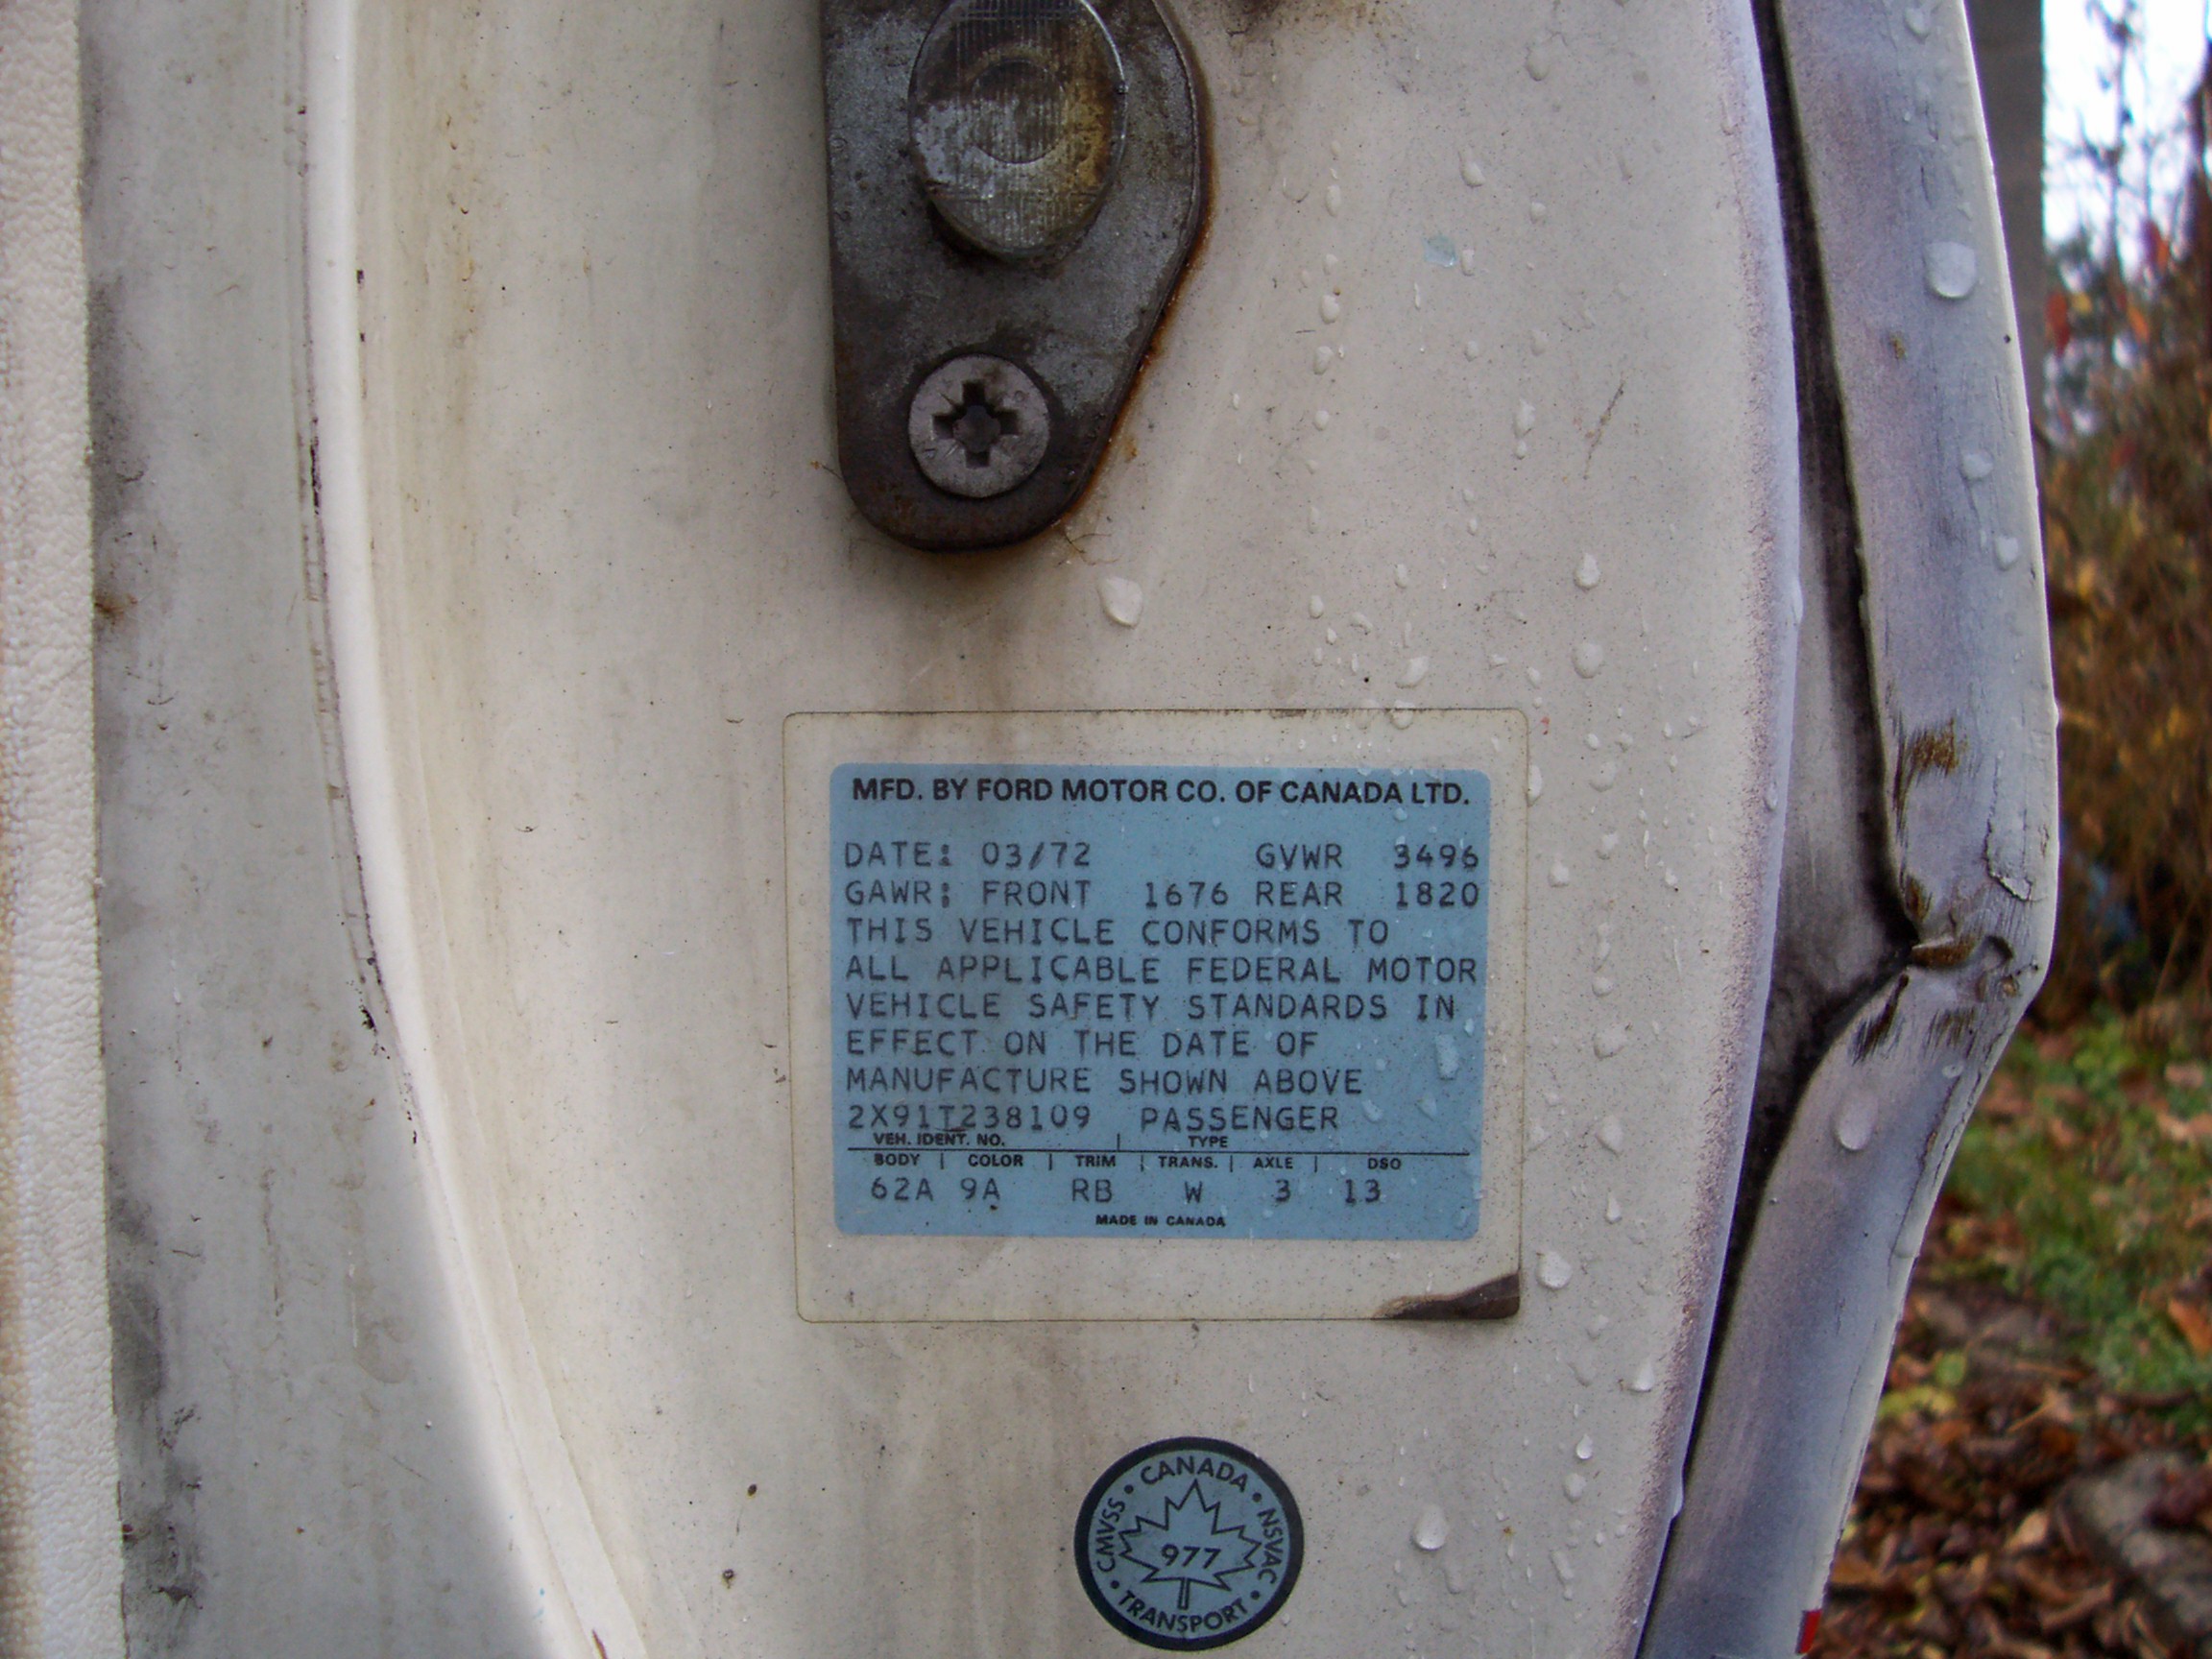 MFD. BY FORD MOTOR CO. OF CANADA LTD.
DATE: 03/72 GVWR 3496
GAWR: FRONT 1676 REAR 1820
THIS VEHICLE CONFORMS TO
ALL APPLICABLE FEDERAL MOTOR
VEHICLE SAFETY STANDARDS IN
EFFECT ON THE DATE OF
MANUFACTURE SHOWN ABOVE
2X91T238109 PASSENGER
VEH. IDENT. NO. | TYPE
BODY | COLOR | TRIM | TRANS. | AXLE | DSO
62A 9A RB W 3 13
MADE IN CANADA
CANADA
CMVSS
NSVAC
977
TRANSPORT